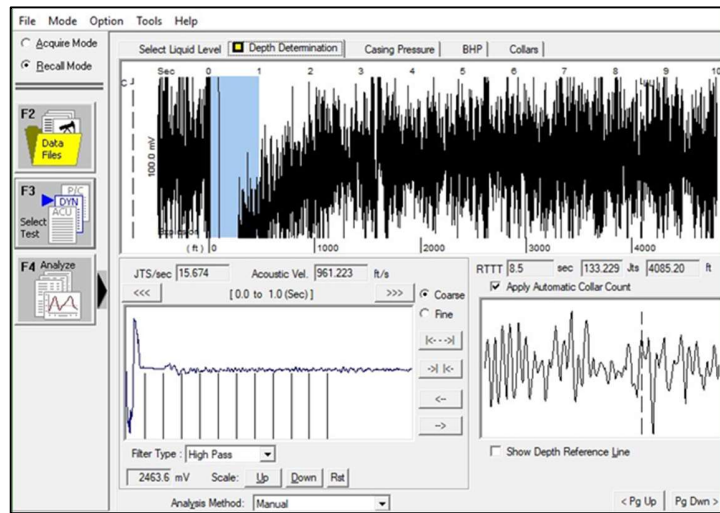 File Mode Option Tools Help
Acquire Mode
Recall Mode
F2
Data
Files
F3
Select
Test
P/C
DYN
ACU
F4 Analyze
Select Liquid Level Depth Determination Casing Pressure BHP Collars
Sec 0 1 2 3 4 5 6 7 8 9 10
C
100.0 mV
Explosion
(ft) 0 1000 2000 3000 4000
JTS/sec 15.674 Acoustic Vel. 961.223 ft/s
<<< [ 0.0 to 1.0 (Sec) ] >>>
Coarse
Fine
|<--->|
->| |<-
<--
-->
Filter Type : High Pass
2463.6 mV Scale: Up Down Rst
Analysis Method: Manual
RTTT 8.5 sec 133.229 Jts 4085.20 ft
Apply Automatic Collar Count
Show Depth Reference Line
< Pg Up Pg Dwn >